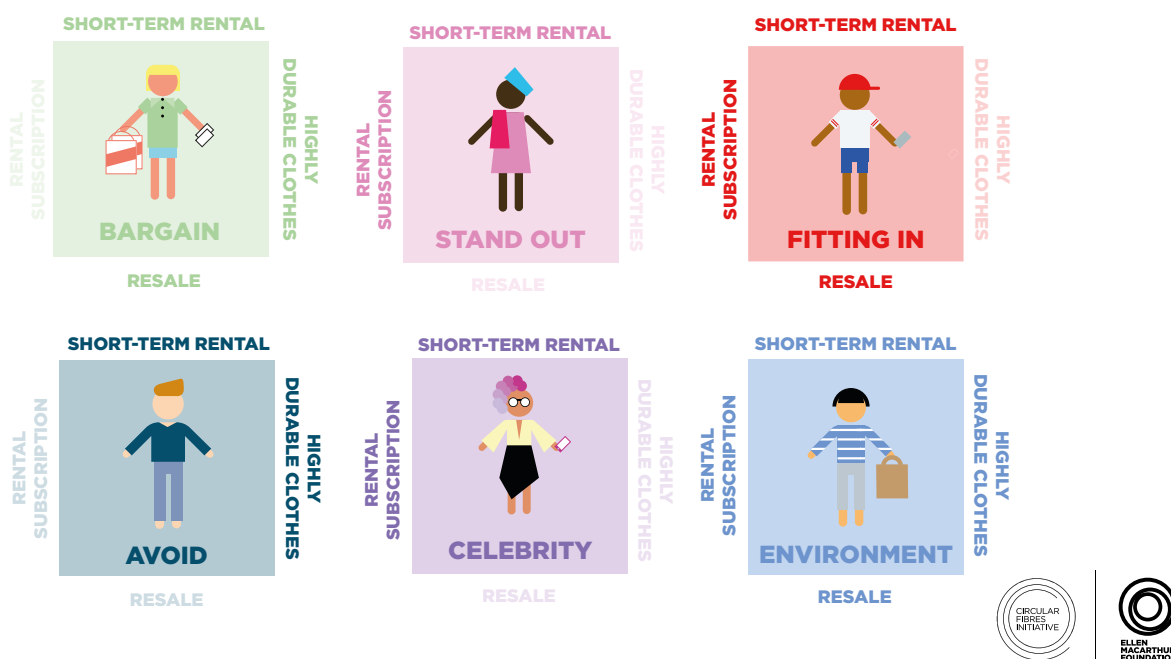 SHORT-TERM RENTAL
RENTAL
SUBSCRIPTION
HIGHLY
DURABLE CLOTHES
BARGAIN
RESALE
SHORT-TERM RENTAL
RENTAL
SUBSCRIPTION
HIGHLY
DURABLE CLOTHES
STAND OUT
RESALE
SHORT-TERM RENTAL
RENTAL
SUBSCRIPTION
HIGHLY
DURABLE CLOTHES
FITTING IN
RESALE
SHORT-TERM RENTAL
RENTAL
SUBSCRIPTION
HIGHLY
DURABLE CLOTHES
AVOID
RESALE
SHORT-TERM RENTAL
RENTAL
SUBSCRIPTION
HIGHLY
DURABLE CLOTHES
CELEBRITY
RESALE
SHORT-TERM RENTAL
RENTAL
SUBSCRIPTION
HIGHLY
DURABLE CLOTHES
ENVIRONMENT
RESALE
CIRCULAR
FIBRES
INITIATIVE
ELLEN
MACARTHUR
FOUNDATION